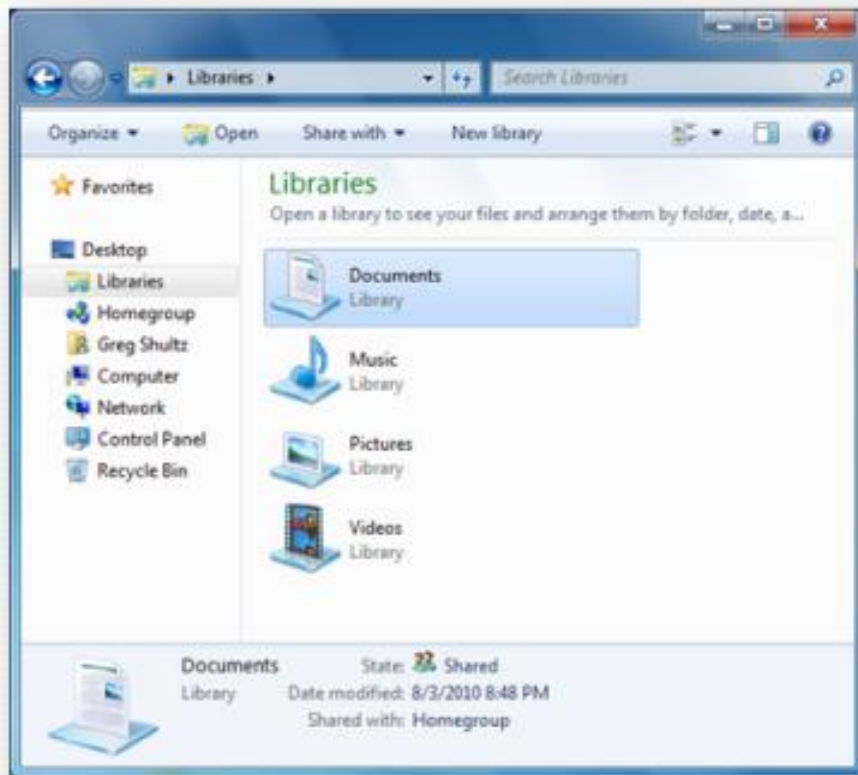 Libraries
Search Libraries
Organize
Open
Share with
New library
Favorites
Desktop
Libraries
Homegroup
Greg Shultz
Computer
Network
Control Panel
Recycle Bin
Libraries
Open a library to see your files and arrange them by folder, date, a...
Documents
Library
Music
Library
Pictures
Library
Videos
Library
Documents State: Shared
Library Date modified: 8/3/2010 8:48 PM
Shared with: Homegroup